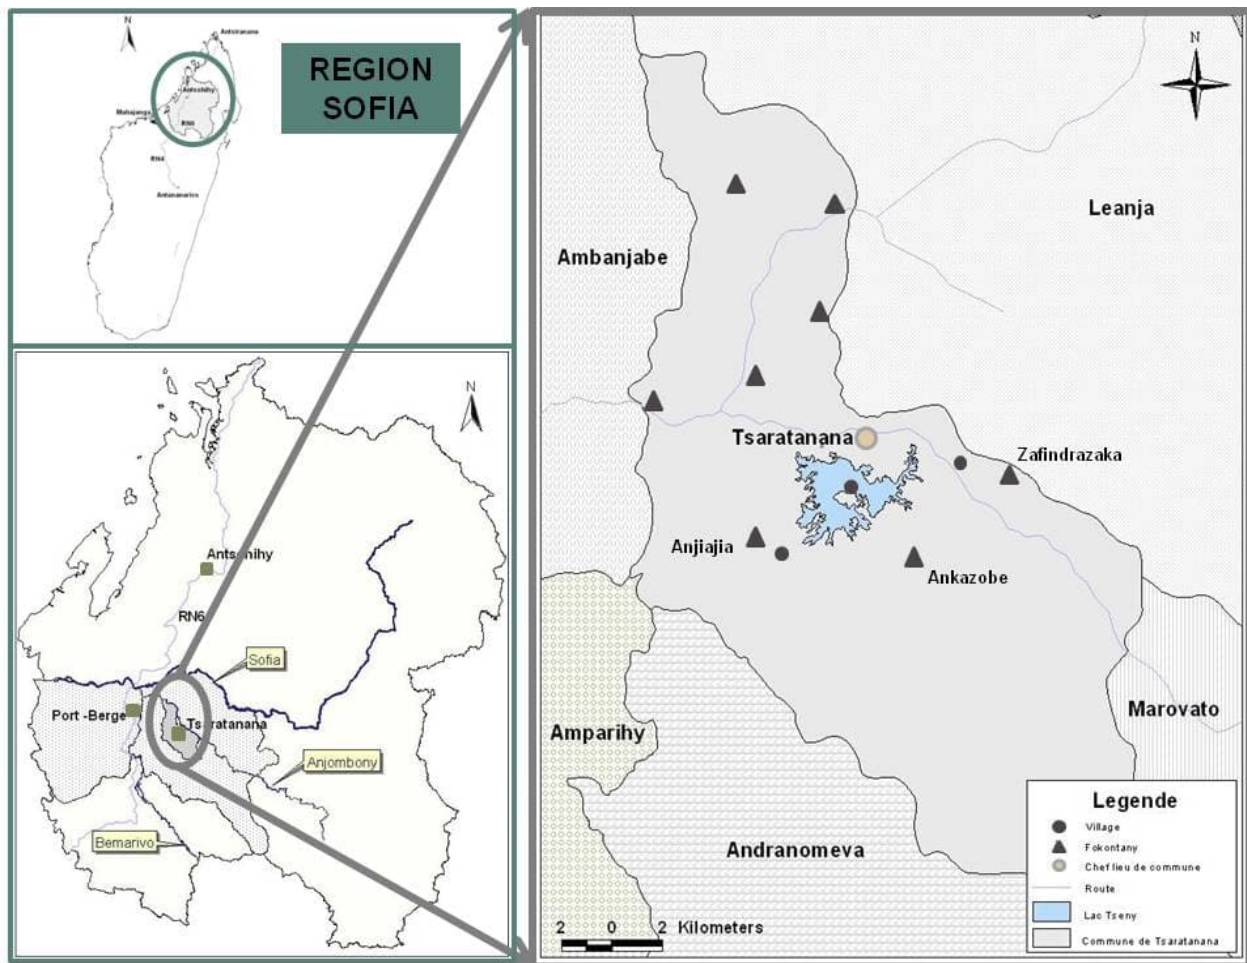 N
Antsiranana
REGION
SOFIA
Antsohihy
Mahajanga
RN6
RN4
Antananarivo
N
Antsohihy
RN6
Sofia
Port -Berge
Tsaratanana
Anjombony
Bemarivo
N
Leanja
Ambanjabe
Tsaratanana
Zafindrazaka
Anjiajia
Ankazobe
Amparihy
Marovato
Andranomeva
2 0 2 Kilometers
Legende
Village
Fokontany
Chef lieu de commune
Route
Lac Tseny
Commune de Tsaratanana